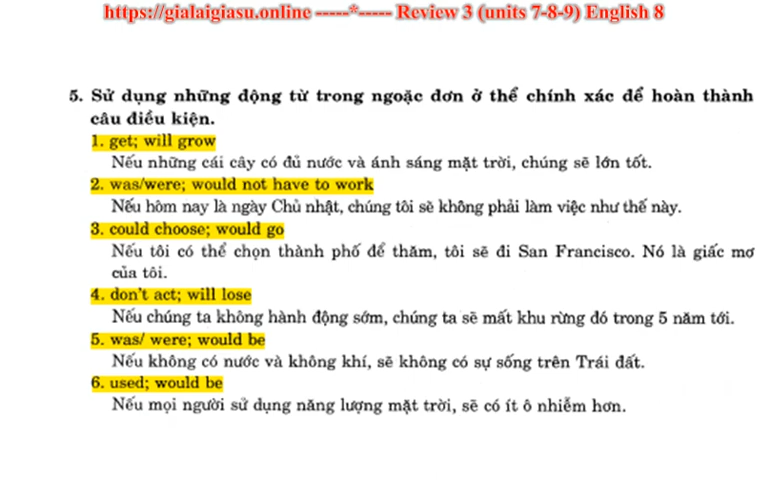 https://gialaigiasu.online -----*----- Review 3 (units 7-8-9) English 8
5. Sử dụng những động từ trong ngoặc đơn ở thể chính xác để hoàn thành
câu điều kiện.
1. get; will grow
Nếu những cái cây có đủ nước và ánh sáng mặt trời, chúng sẽ lớn tốt.
2. was/were; would not have to work
Nếu hôm nay là ngày Chủ nhật, chúng tôi sẽ không phải làm việc như thế này.
3. could choose; would go
Nếu tôi có thể chọn thành phố để thăm, tôi sẽ đi San Francisco. Nó là giấc mơ
của tôi.
4. don't act; will lose
Nếu chúng ta không hành động sớm, chúng ta sẽ mất khu rừng đó trong 5 năm tới.
5. was/ were; would be
Nếu không có nước và không khí, sẽ không có sự sống trên Trái đất.
6. used; would be
Nếu mọi người sử dụng năng lượng mặt trời, sẽ có ít ô nhiễm hơn.